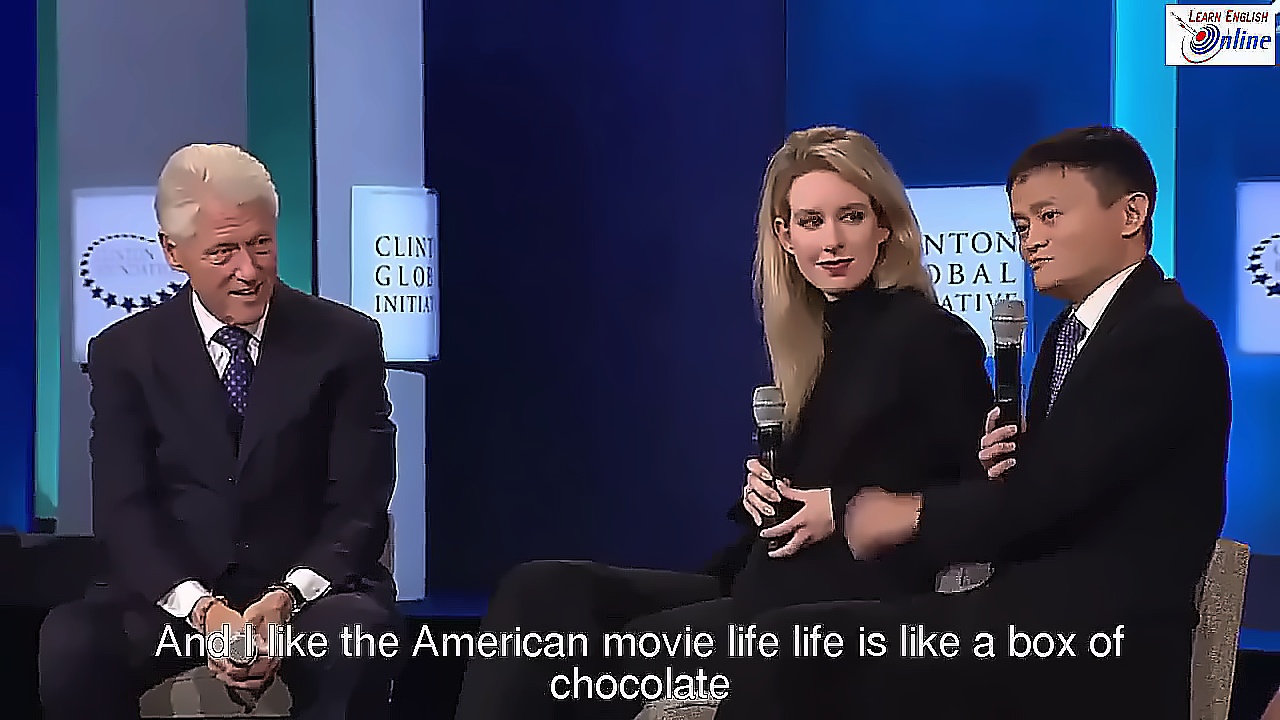 LEARN ENGLISH
Online
CLINT
GLOB
INITIA
NTON
OBAL
ATIVE
And I like the American movie life life is like a box of
chocolate